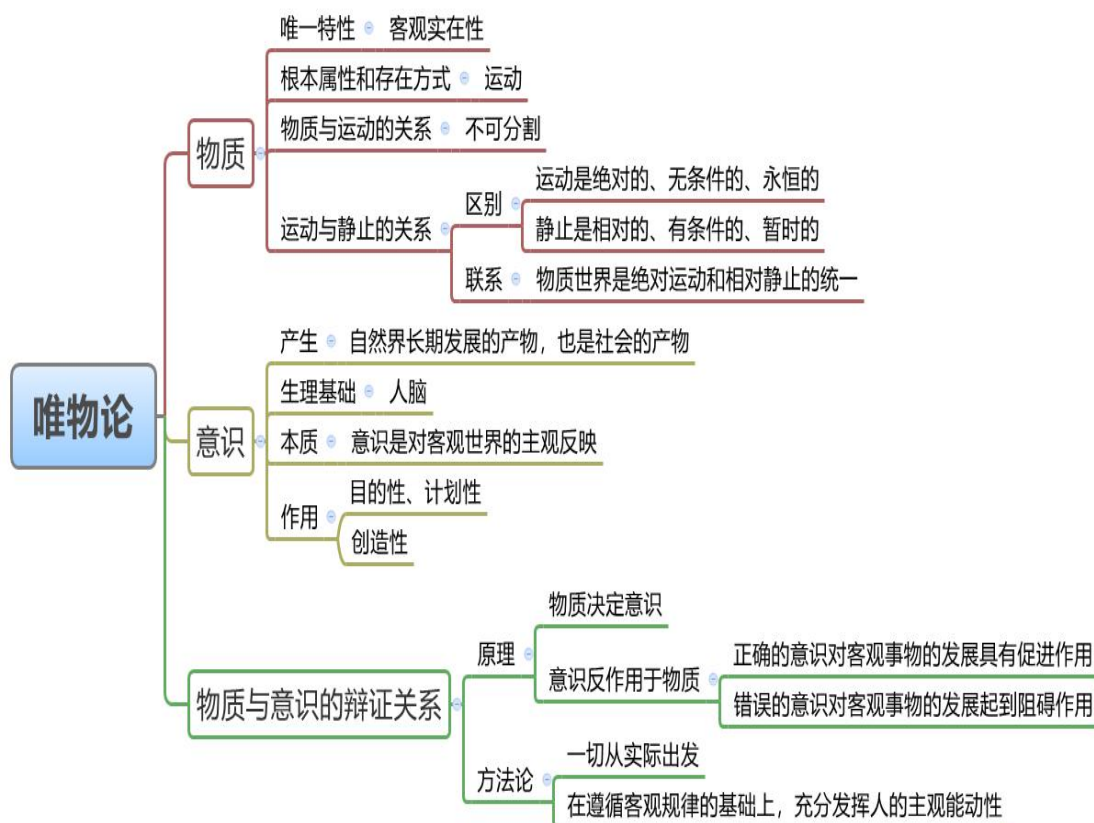 唯物论
物质
唯一特性
客观实在性
根本属性和存在方式
运动
物质与运动的关系
不可分割
运动与静止的关系
区别
运动是绝对的、无条件的、永恒的
静止是相对的、有条件的、暂时的
联系
物质世界是绝对运动和相对静止的统一
意识
产生
自然界长期发展的产物，也是社会的产物
生理基础
人脑
本质
意识是对客观世界的主观反映
作用
目的性、计划性
创造性
物质与意识的辩证关系
原理
物质决定意识
意识反作用于物质
正确的意识对客观事物的发展具有促进作用
错误的意识对客观事物的发展起到阻碍作用
方法论
一切从实际出发
在遵循客观规律的基础上，充分发挥人的主观能动性